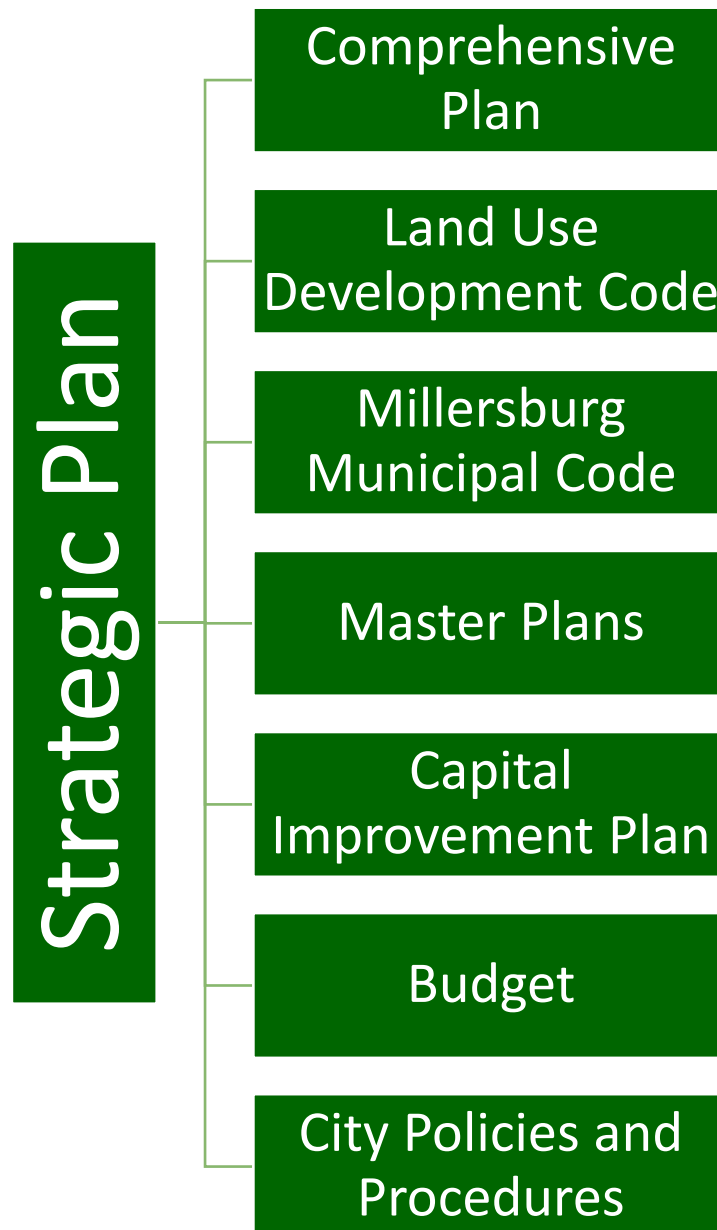 Strategic Plan
Comprehensive
Plan
Land Use
Development Code
Millersburg
Municipal Code
Master Plans
Capital
Improvement Plan
Budget
City Policies and
Procedures